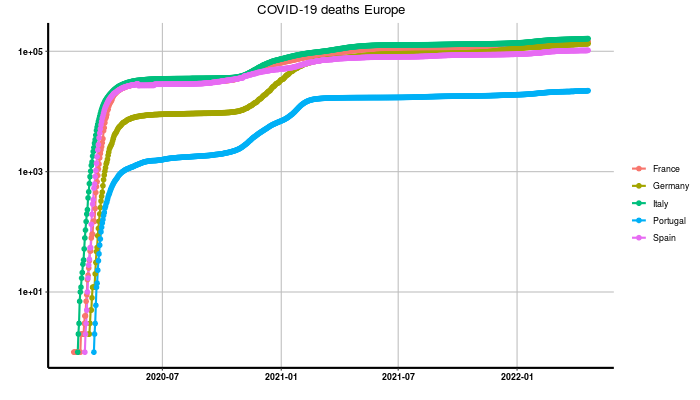 COVID-19 deaths Europe
1e+05
1e+03
1e+01
2020-07
2021-01
2021-07
2022-01
France
Germany
Italy
Portugal
Spain